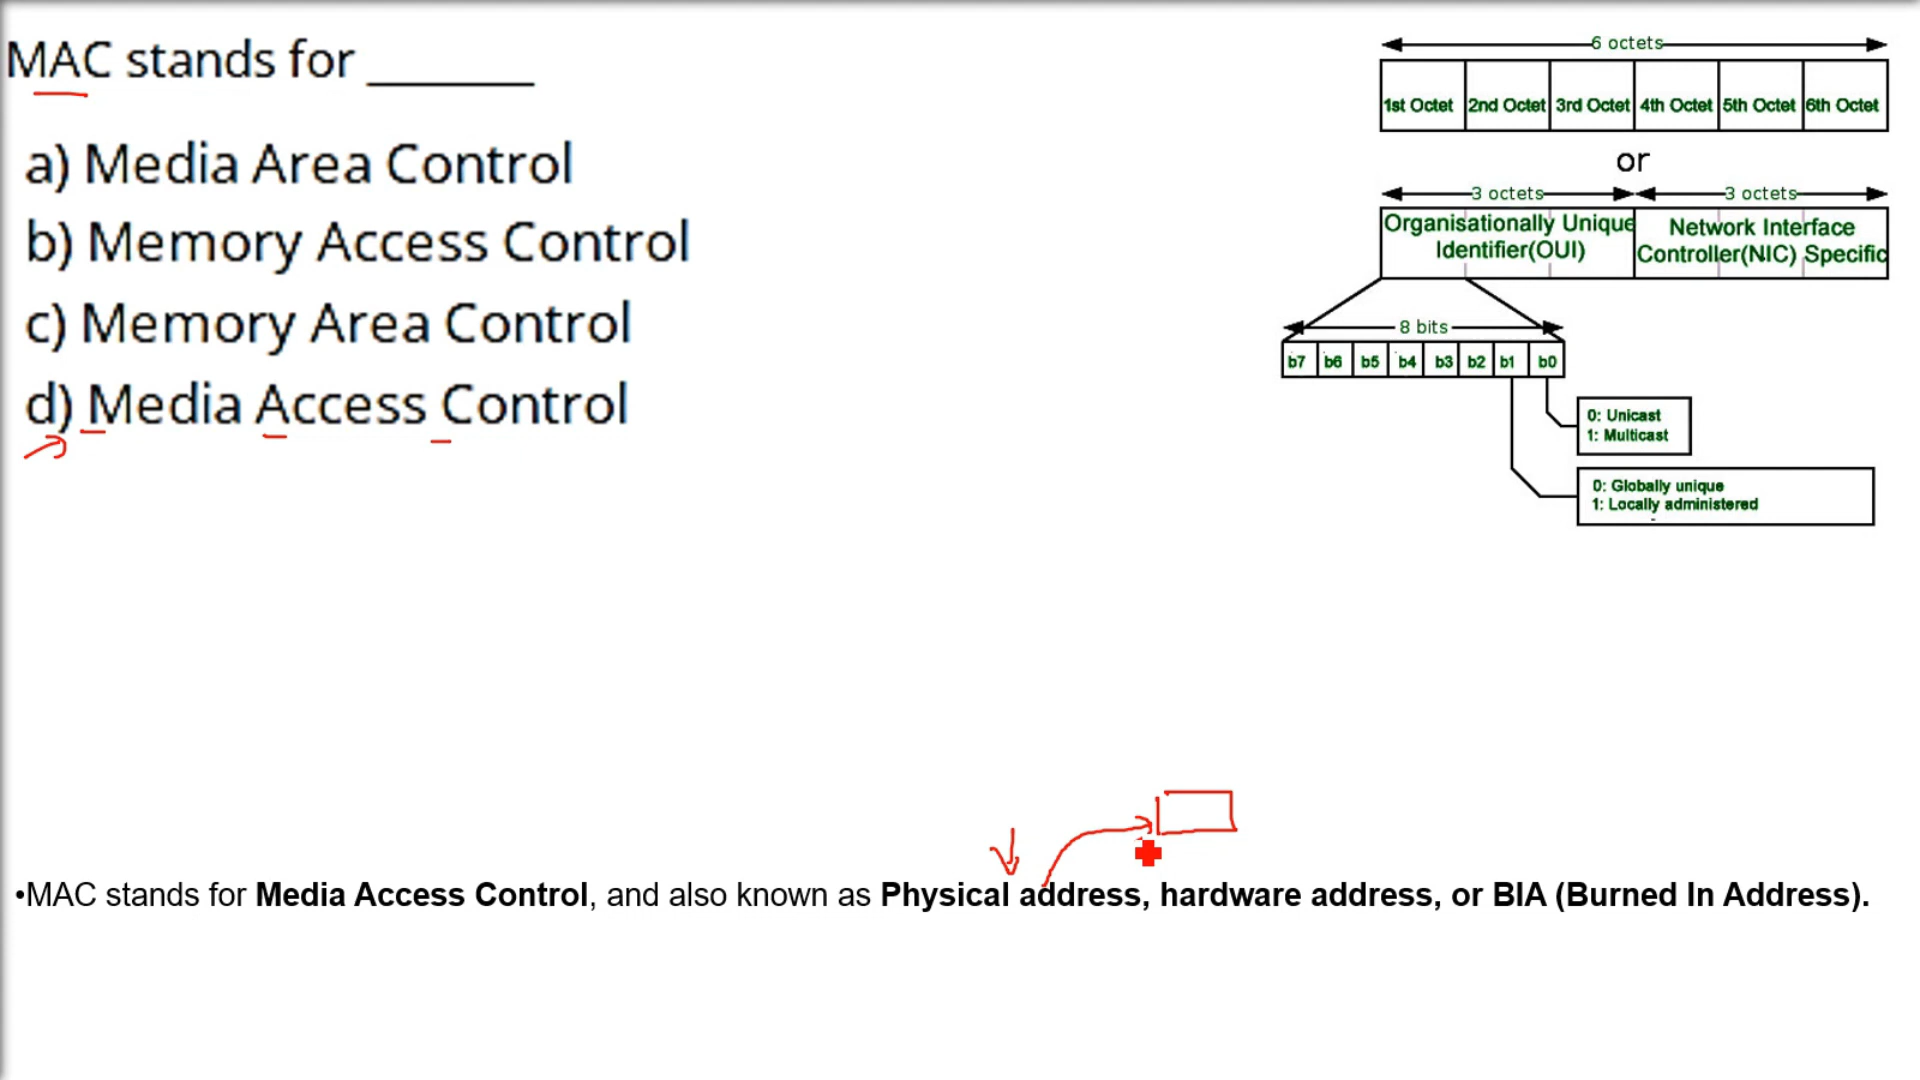 MAC stands for _______
a) Media Area Control
b) Memory Access Control
c) Memory Area Control
d) Media Access Control
6 octets
1st Octet 2nd Octet 3rd Octet 4th Octet 5th Octet 6th Octet
or
3 octets 3 octets
Organisationally Unique
Identifier(OUI)
Network Interface
Controller(NIC) Specific
8 bits
b7 b6 b5 b4 b3 b2 b1 b0
0: Unicast
1: Multicast
0: Globally unique
1: Locally administered
•MAC stands for Media Access Control, and also known as Physical address, hardware address, or BIA (Burned In Address).